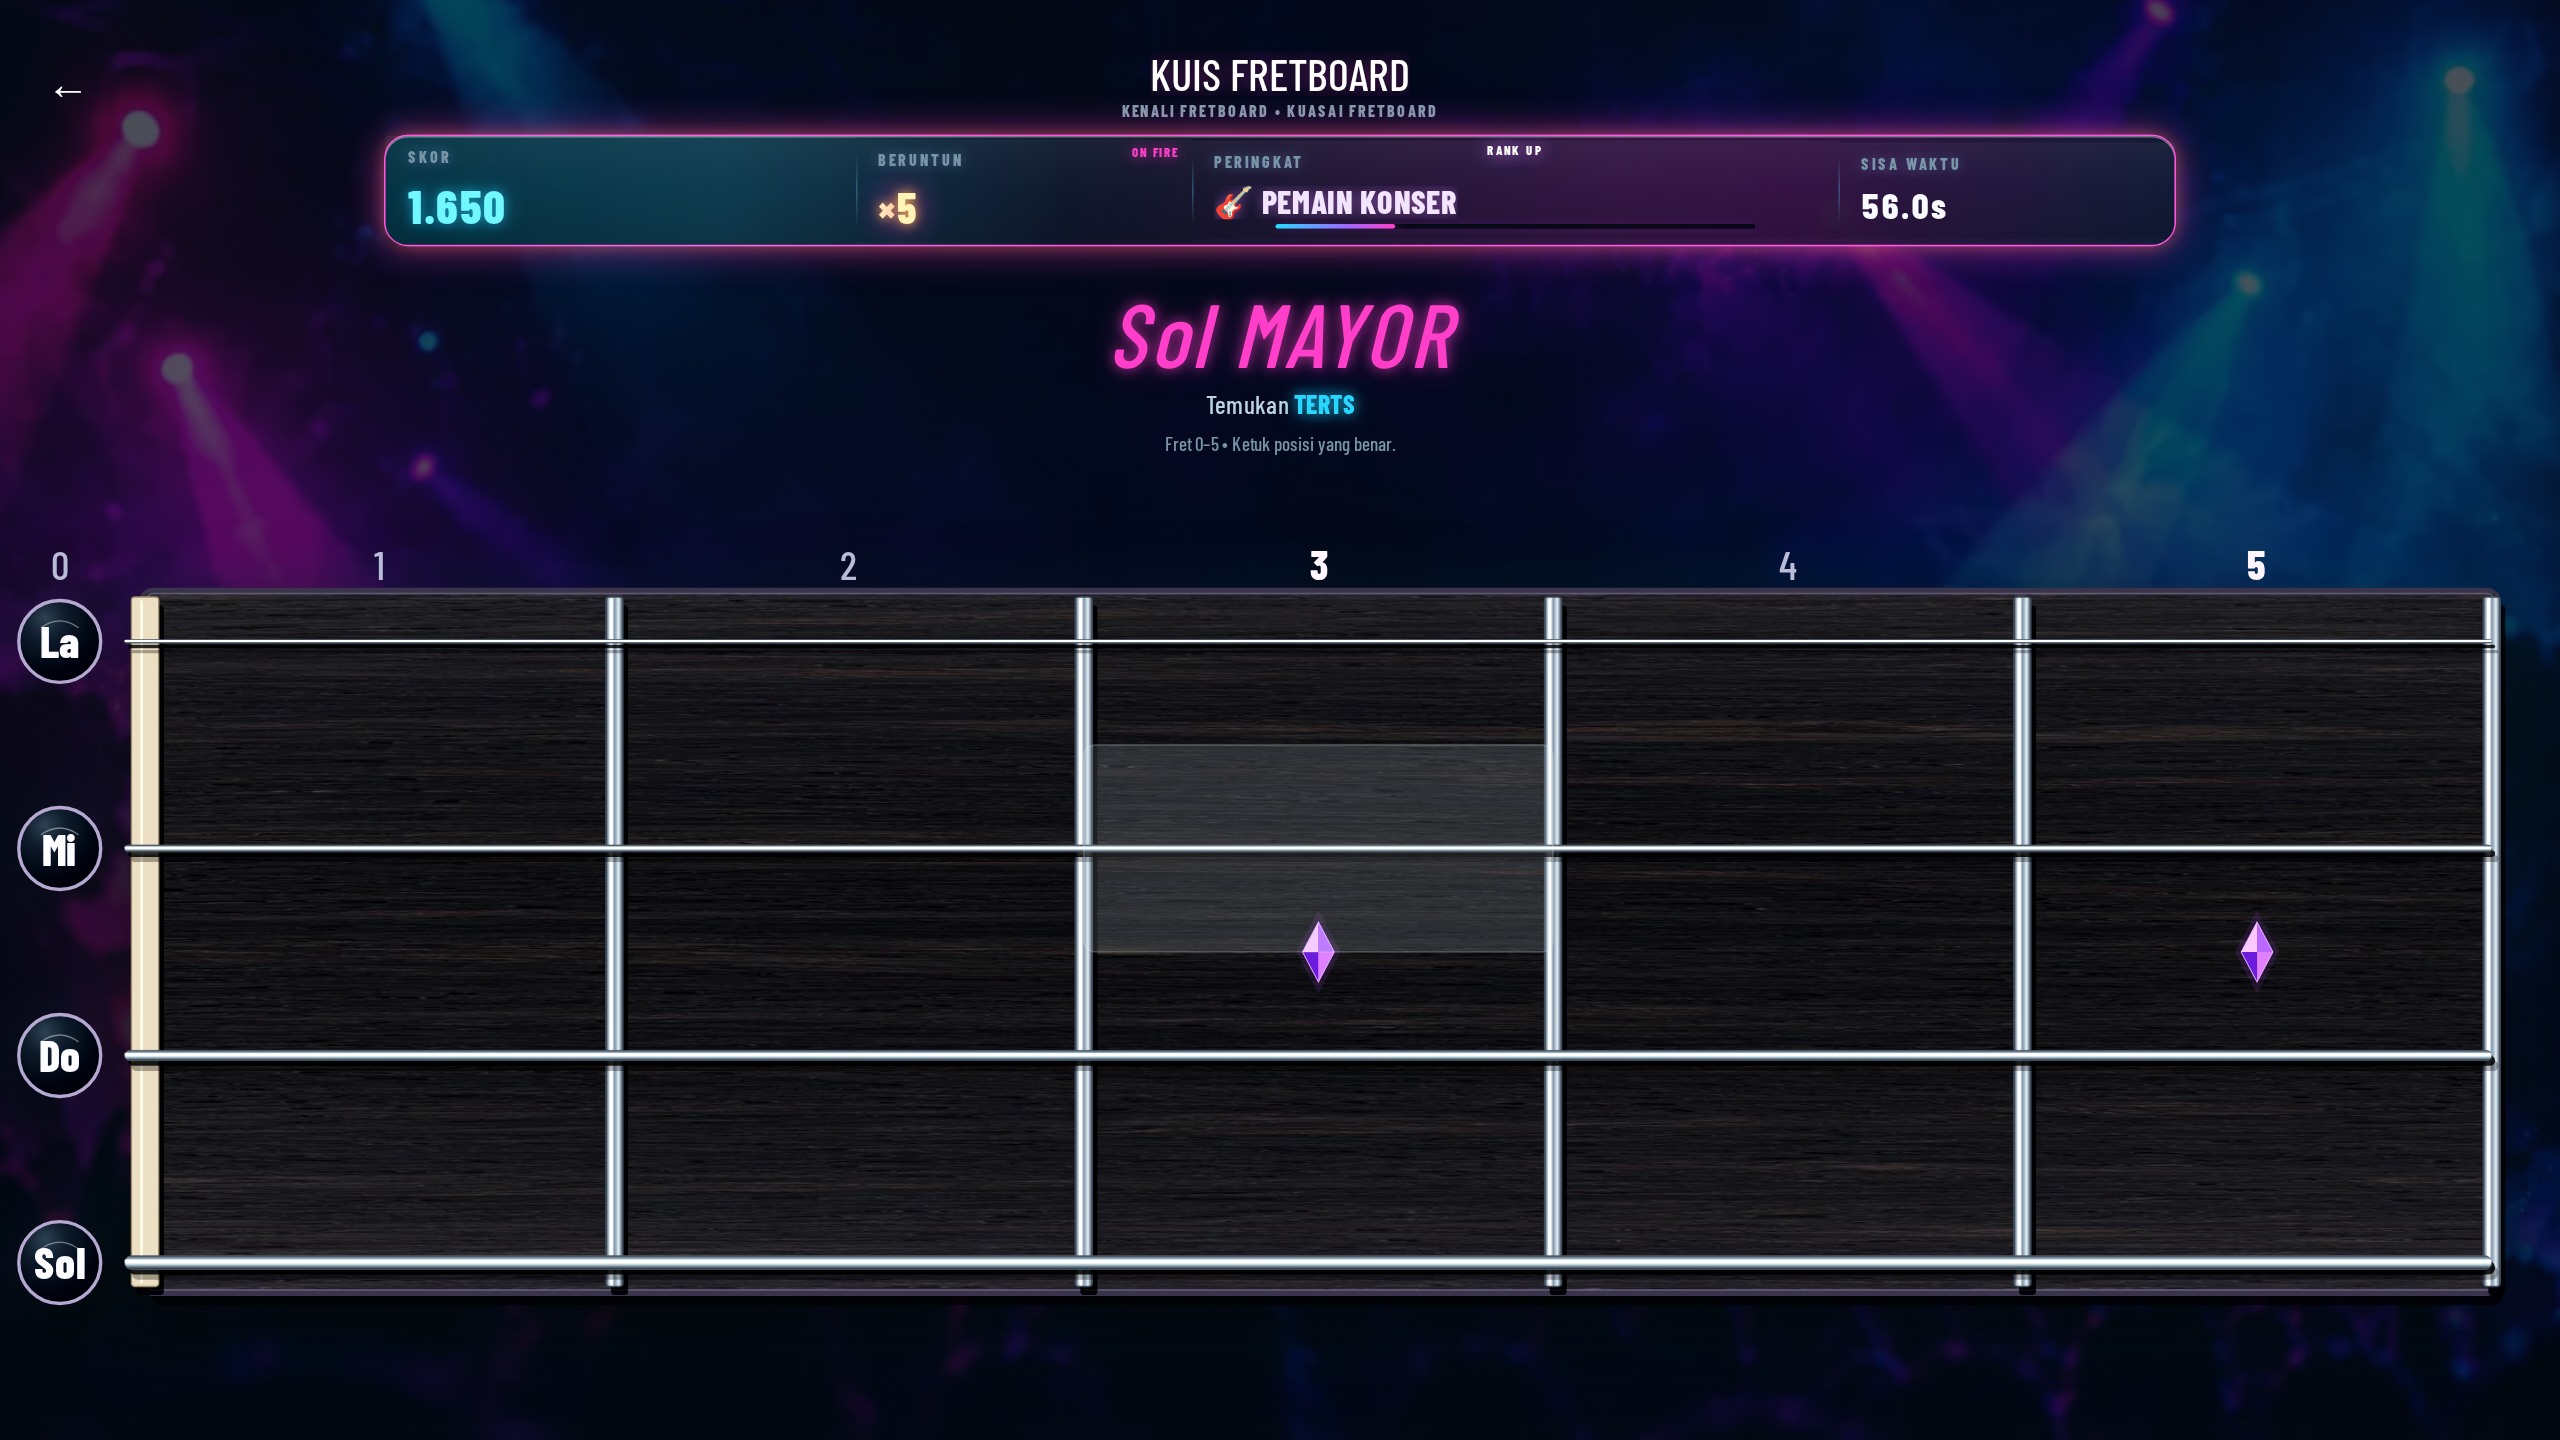 ←
KUIS FRETBOARD
KENALI FRETBOARD • KUASAI FRETBOARD
SKOR
1.650
BERUNTUN
×5
ON FIRE
PERINGKAT
RANK UP
PEMAIN KONSER
SISA WAKTU
56.0s
Sol MAYOR
Temukan TERTS
Fret 0–5 • Ketuk posisi yang benar.
0 1 2 3 4 5
La
Mi
Do
Sol